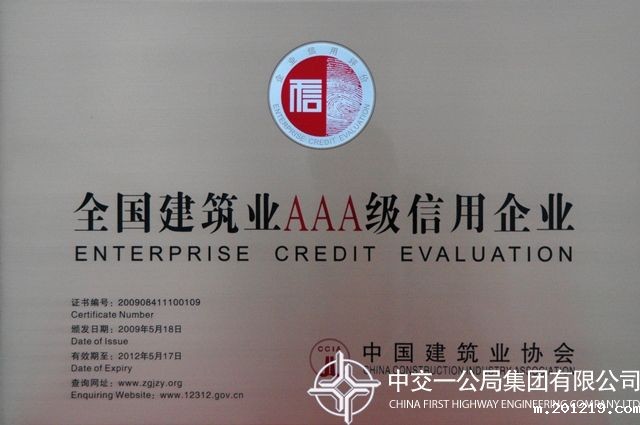 企业信用评价
信
ENTERPRISE CREDIT EVALUATION
全国建筑业AAA级信用企业
ENTERPRISE CREDIT EVALUATION
证书编号：200908411100109
Certificate Number
颁发日期：2009年5月18日
Date of Issue
有效期至：2012年5月17日
Date of Expiry
查询网址：www.zgjzy.org
Enquiring Website：www.12312.gov.cn
CCIA
中国建筑业协会
CHINA CONSTRUCTION INDUSTRY ASSOCIATION
中交一公局集团有限公司
CHINA FIRST HIGHWAY ENGINEERING COMPANY LTD
m.201219.com